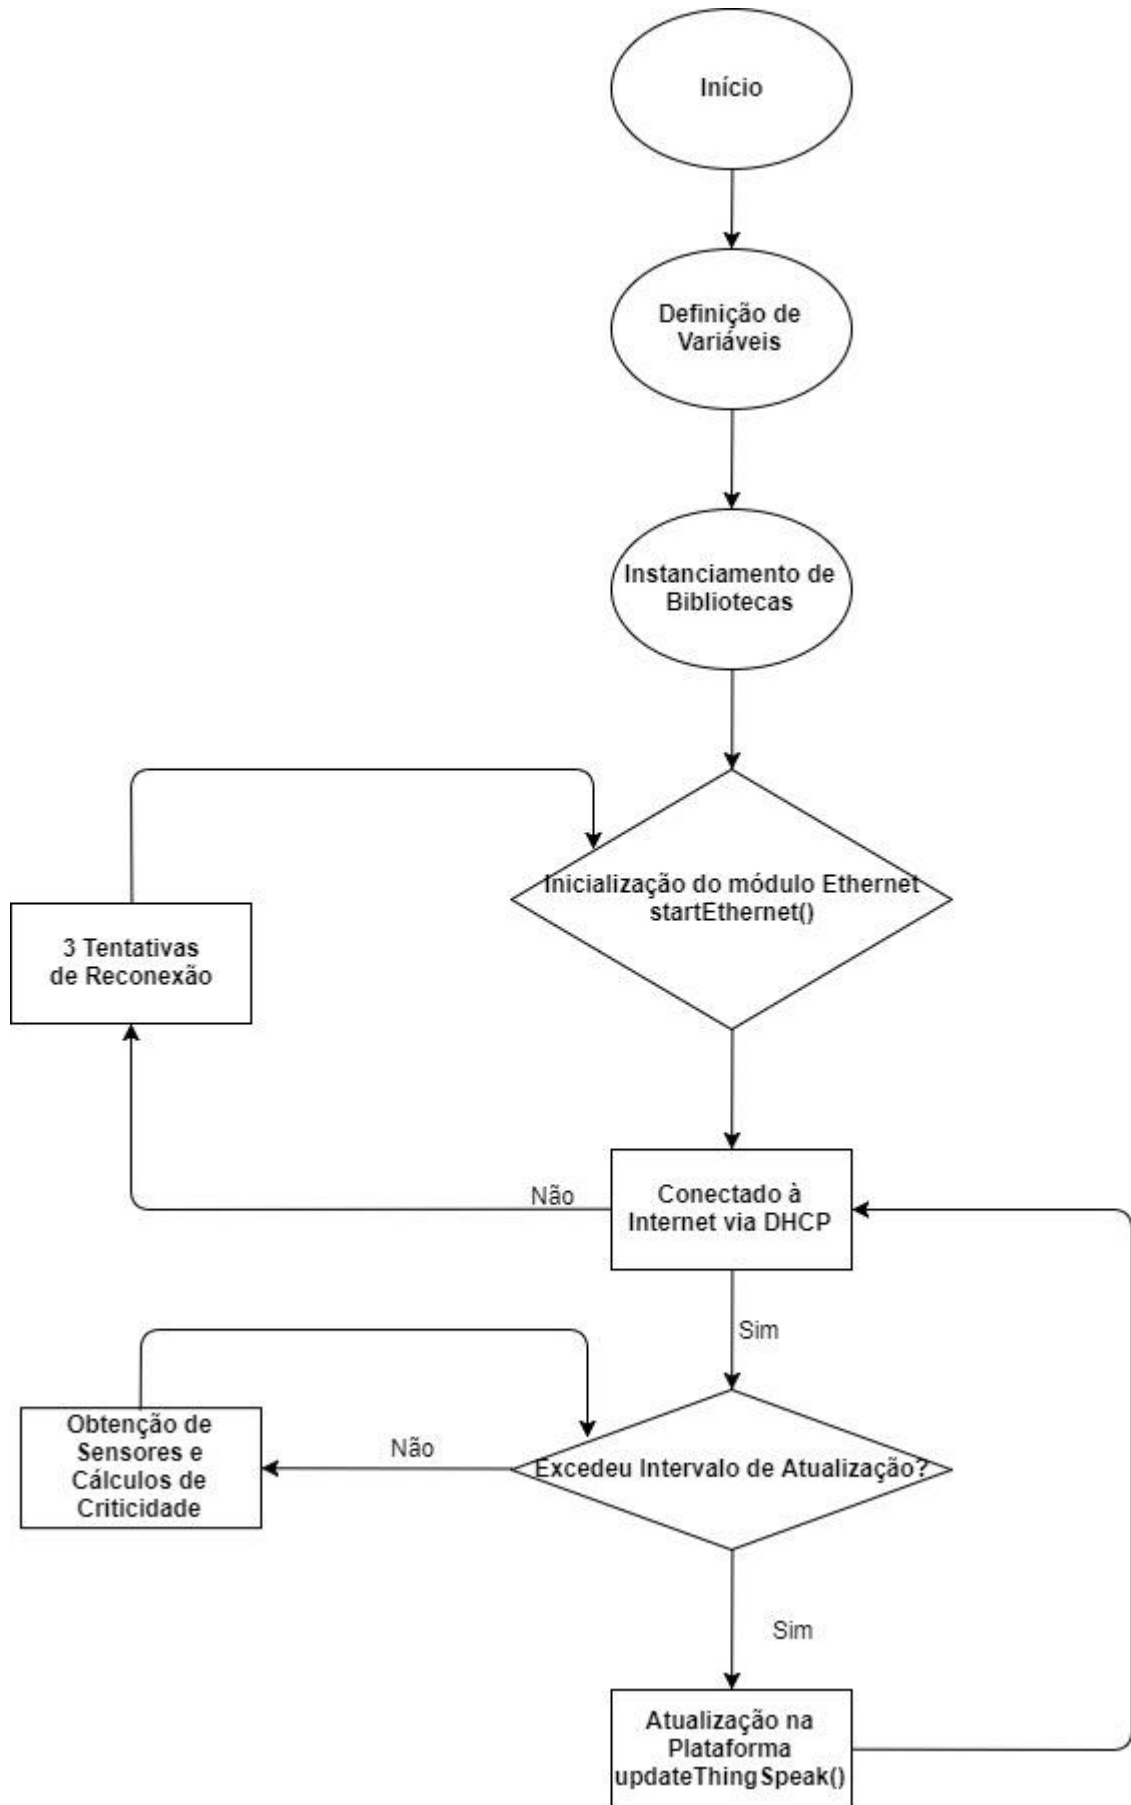 Início
Definição de
Variáveis
Instanciamento de
Bibliotecas
Inicialização do módulo Ethernet
startEthernet()
3 Tentativas
de Reconexão
Conectado à
Internet via DHCP
Não
Sim
Obtenção de
Sensores e
Cálculos de
Criticidade
Não
Excedeu Intervalo de Atualização?
Sim
Atualização na
Plataforma
updateThingSpeak()